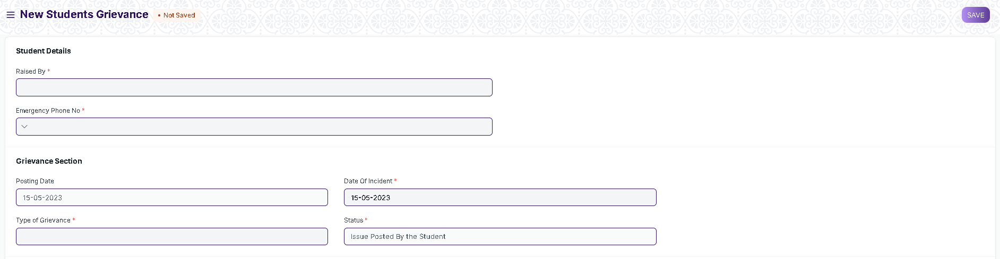 New Students Grievance • Not Saved SAVE
Student Details
Raised By *
Emergency Phone No *
Grievance Section
Posting Date Date Of Incident *
15-05-2023 15-05-2023
Type of Grievance * Status *
Issue Posted By the Student